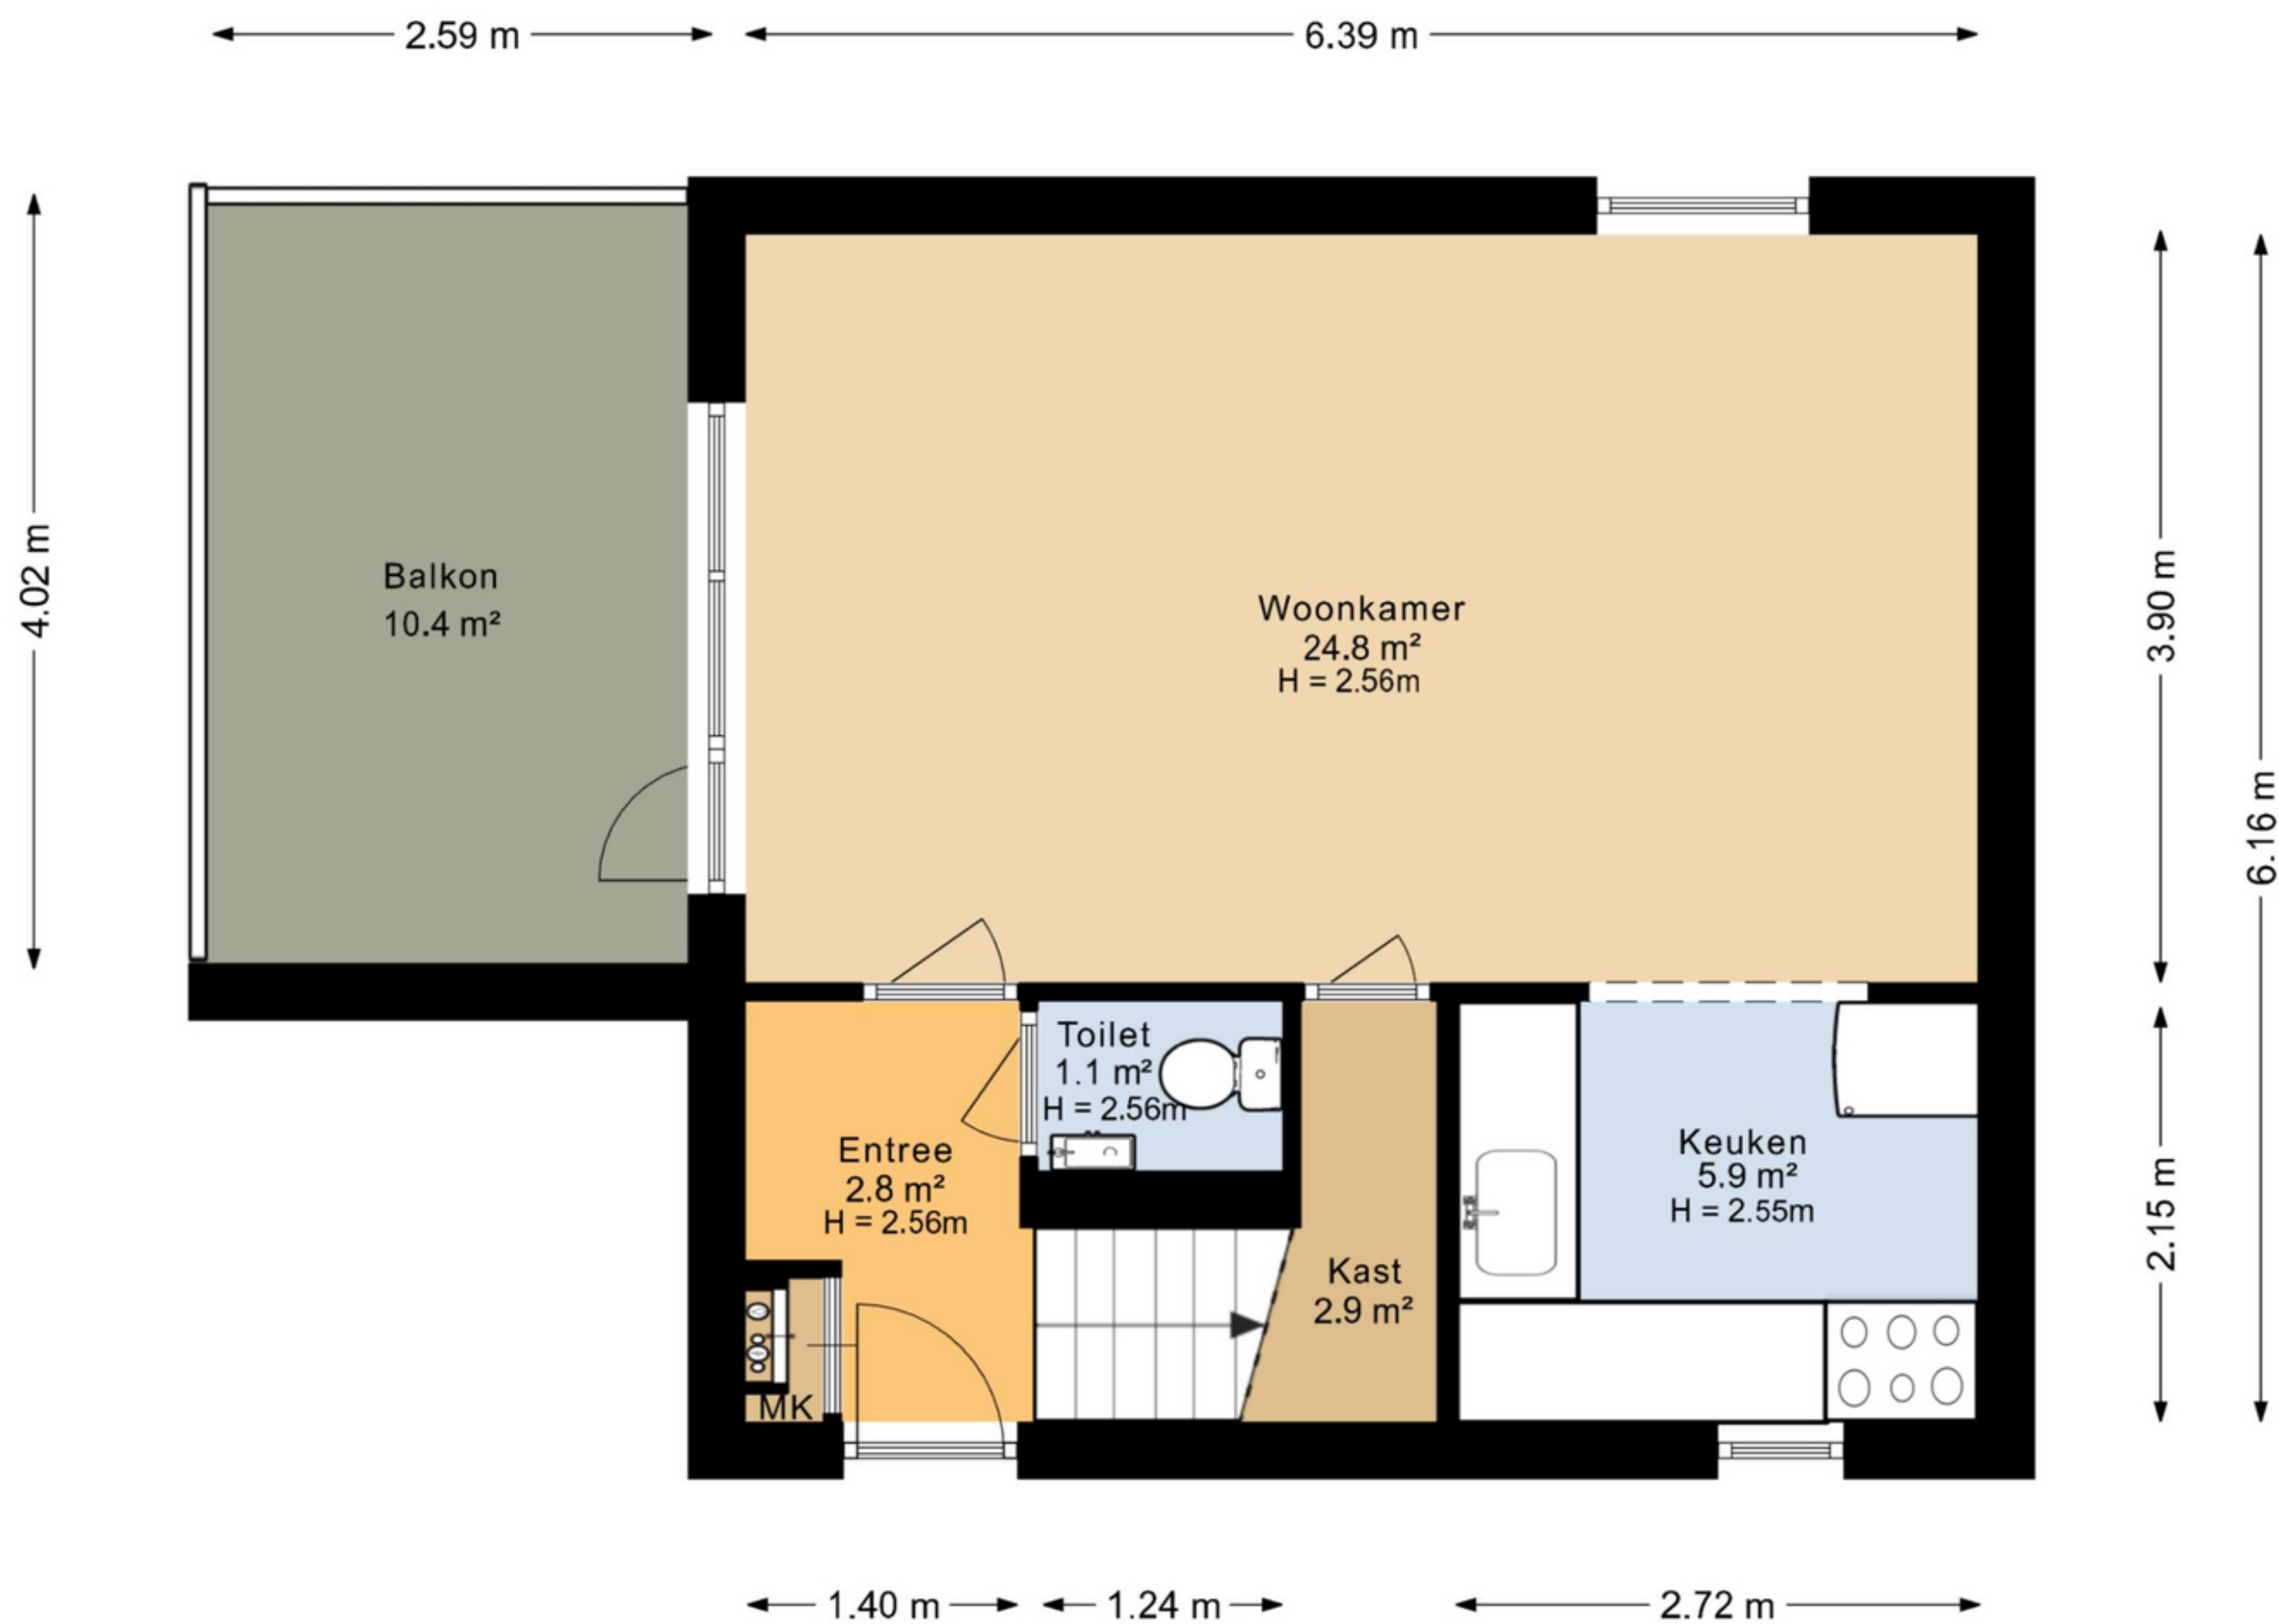 2.59 m
6.39 m
4.02 m
Balkon
10.4 m²
Woonkamer
24.8 m²
H = 2.56m
3.90 m
6.16 m
Toilet
1.1 m²
H = 2.56m
Entree
2.8 m²
H = 2.56m
Keuken
5.9 m²
H = 2.55m
2.15 m
Kast
2.9 m²
MK
1.40 m
1.24 m
2.72 m